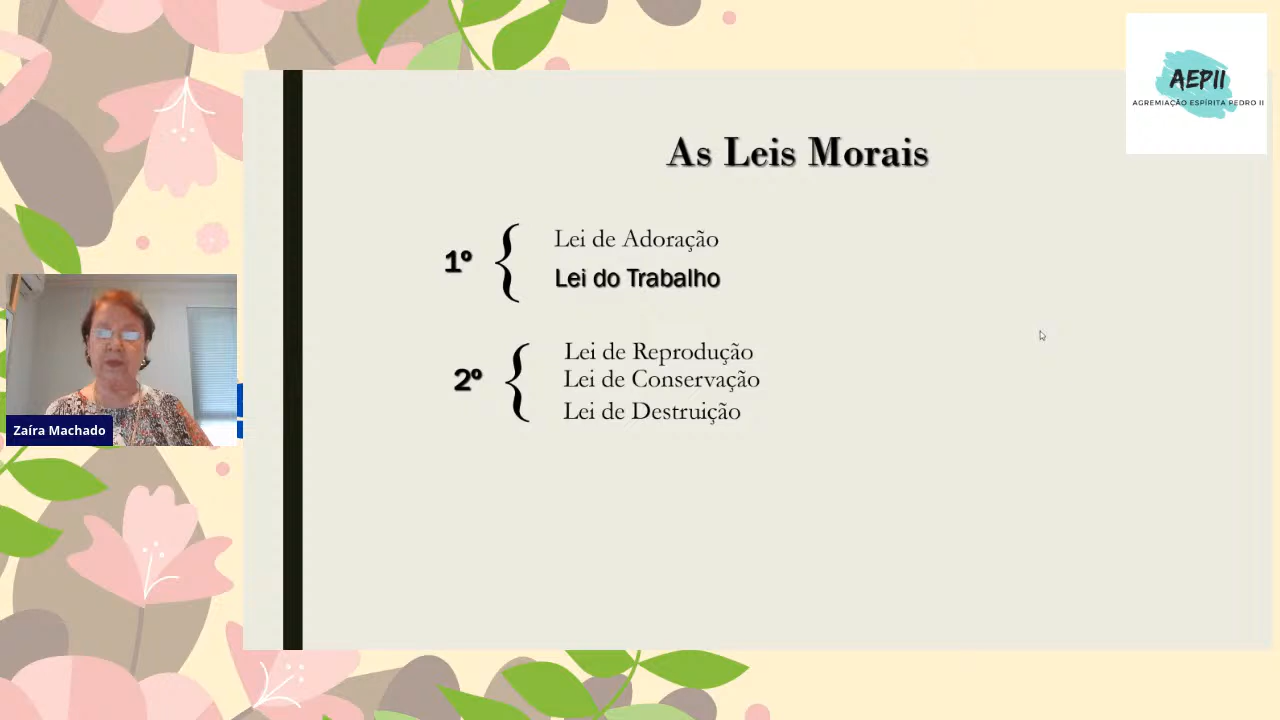 AEPII
AGREMIAÇÃO ESPÍRITA PEDRO II
As Leis Morais
1º
Lei de Adoração
Lei do Trabalho
2º
Lei de Reprodução
Lei de Conservação
Lei de Destruição
Zaíra Machado